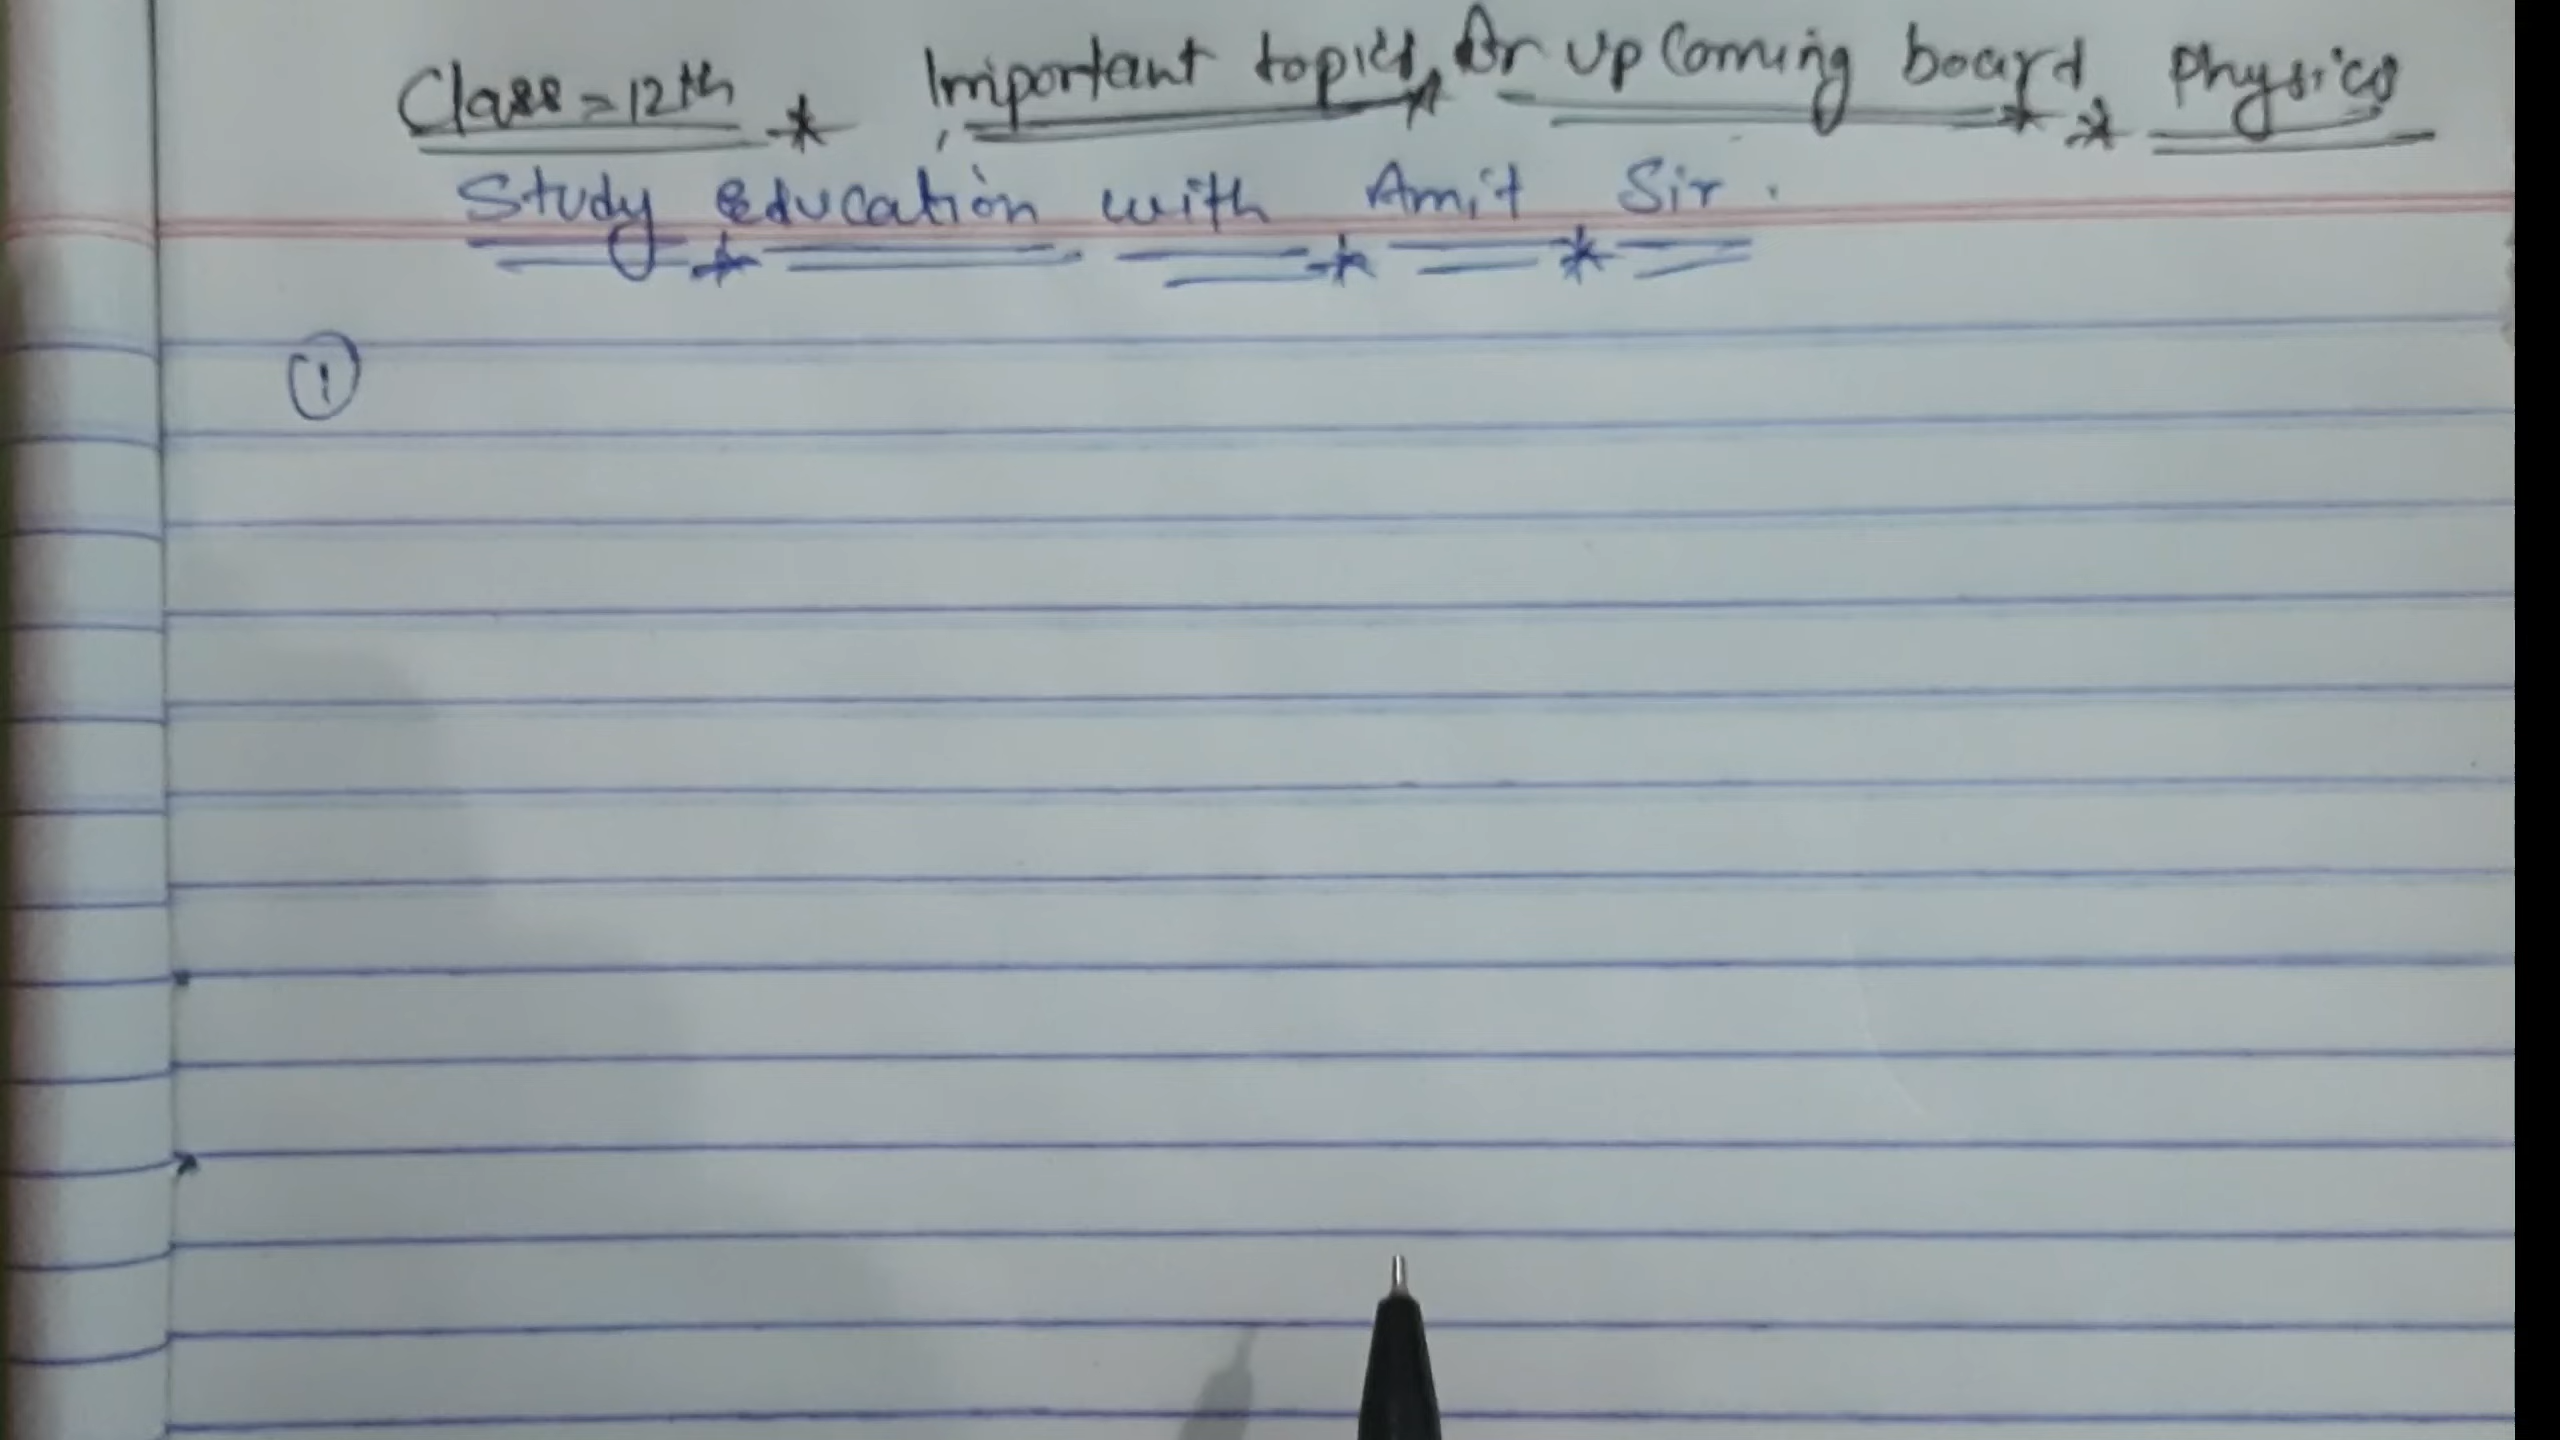 Class = 12th * Important topics for upcoming board, Physics
Study education with Amit Sir.
①